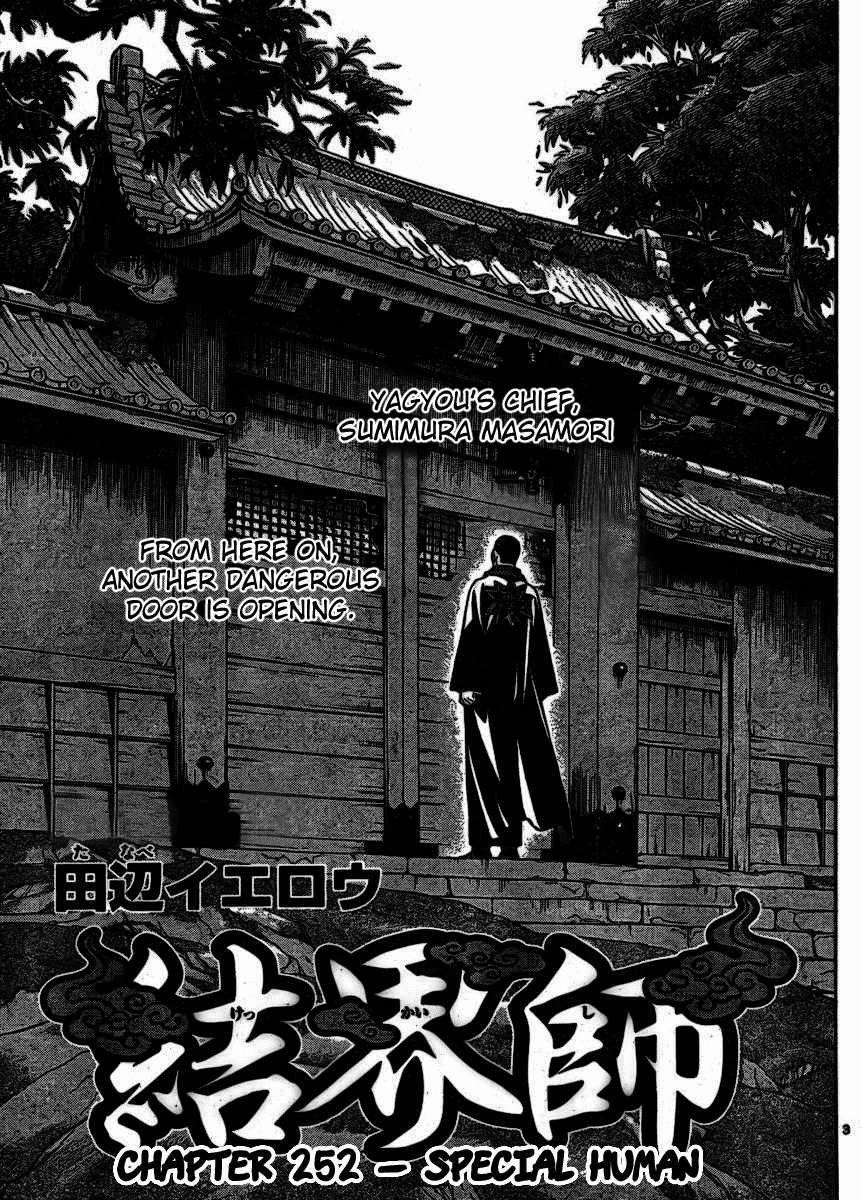 YAGYOU'S CHIEF,
SUMIMURA MASAMORI
FROM HERE ON,
ANOTHER DANGEROUS
DOOR IS OPENING.
た なべ
田辺イエロウ
けっ かい し
結界師
3
CHAPTER 252 – SPECIAL HUMAN